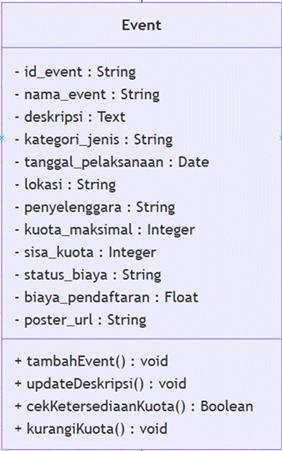 Event
- id_event : String
- nama_event : String
- deskripsi : Text
- kategori_jenis : String
- tanggal_pelaksanaan : Date
- lokasi : String
- penyelenggara : String
- kuota_maksimal : Integer
- sisa_kuota : Integer
- status_biaya : String
- biaya_pendaftaran : Float
- poster_url : String
+ tambahEvent() : void
+ updateDeskripsi() : void
+ cekKetersediaanKuota() : Boolean
+ kurangiKuota() : void